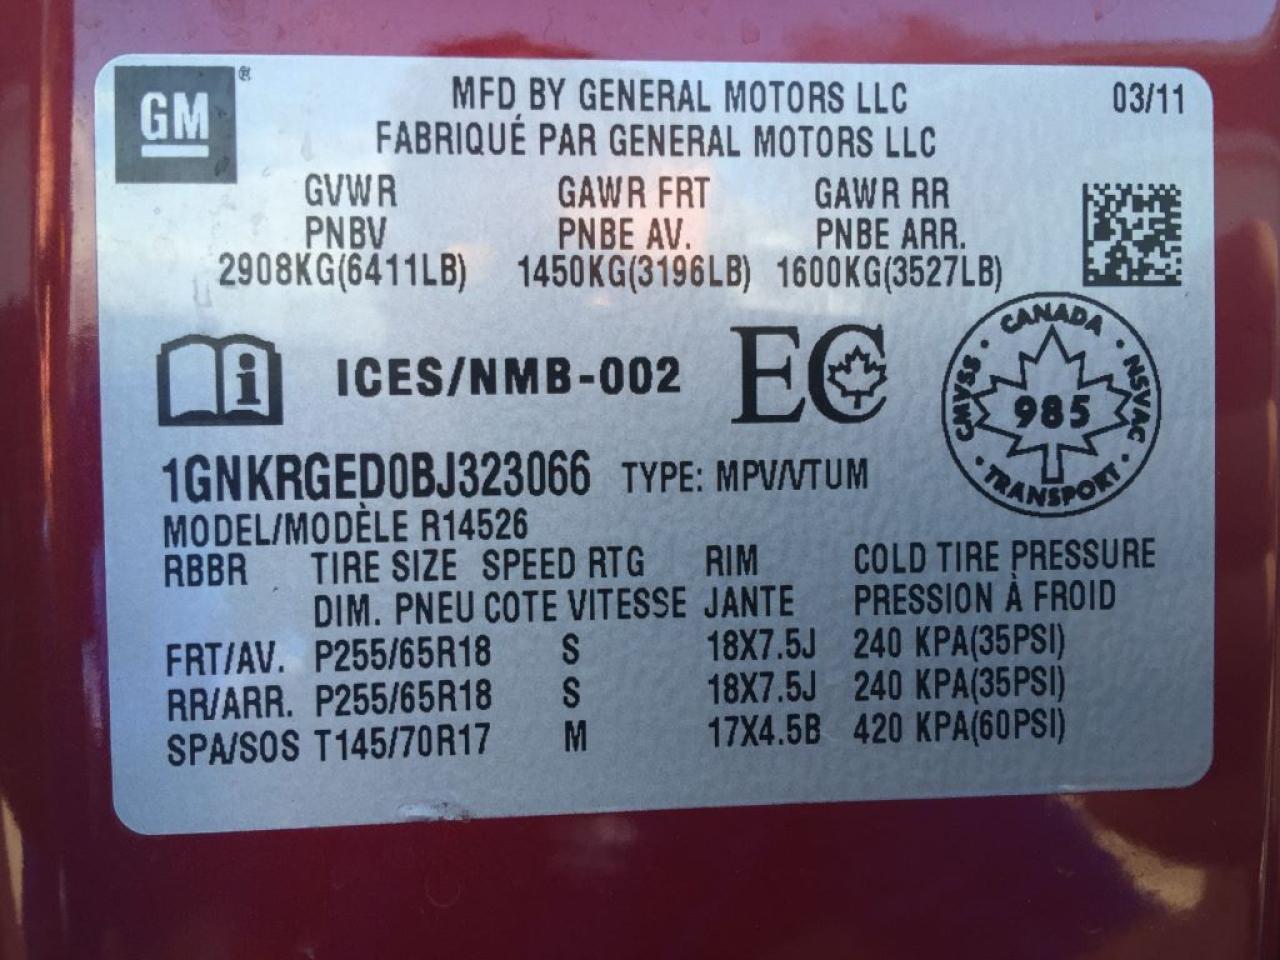 GM ®
MFD BY GENERAL MOTORS LLC 03/11
FABRIQUÉ PAR GENERAL MOTORS LLC
GVWR GAWR FRT GAWR RR
PNBV PNBE AV. PNBE ARR.
2908KG(6411LB) 1450KG(3196LB) 1600KG(3527LB)
i ICES/NMB-002 EC
CANADA · NSVAC · TRANSPORT · CMVSS ·
985
1GNKRGED0BJ323066 TYPE: MPV/VTUM
MODEL/MODÈLE R14526
RBBR TIRE SIZE SPEED RTG RIM COLD TIRE PRESSURE
DIM. PNEU COTE VITESSE JANTE PRESSION À FROID
FRT/AV. P255/65R18 S 18X7.5J 240 KPA(35PSI)
RR/ARR. P255/65R18 S 18X7.5J 240 KPA(35PSI)
SPA/SOS T145/70R17 M 17X4.5B 420 KPA(60PSI)